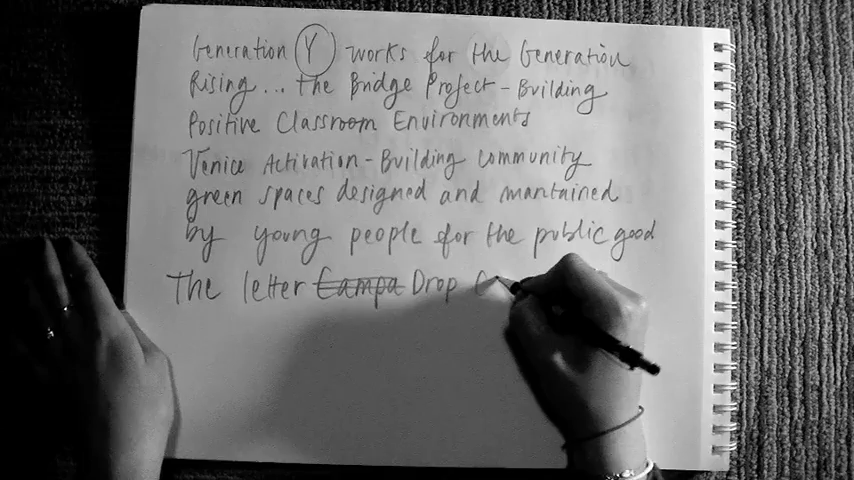 Generation Y works for the Generation
Rising... the Bridge Project - Building
Positive Classroom Environments
Venice Activation - Building community
green spaces designed and mantained
by young people for the public good
The letter Campa Drop C